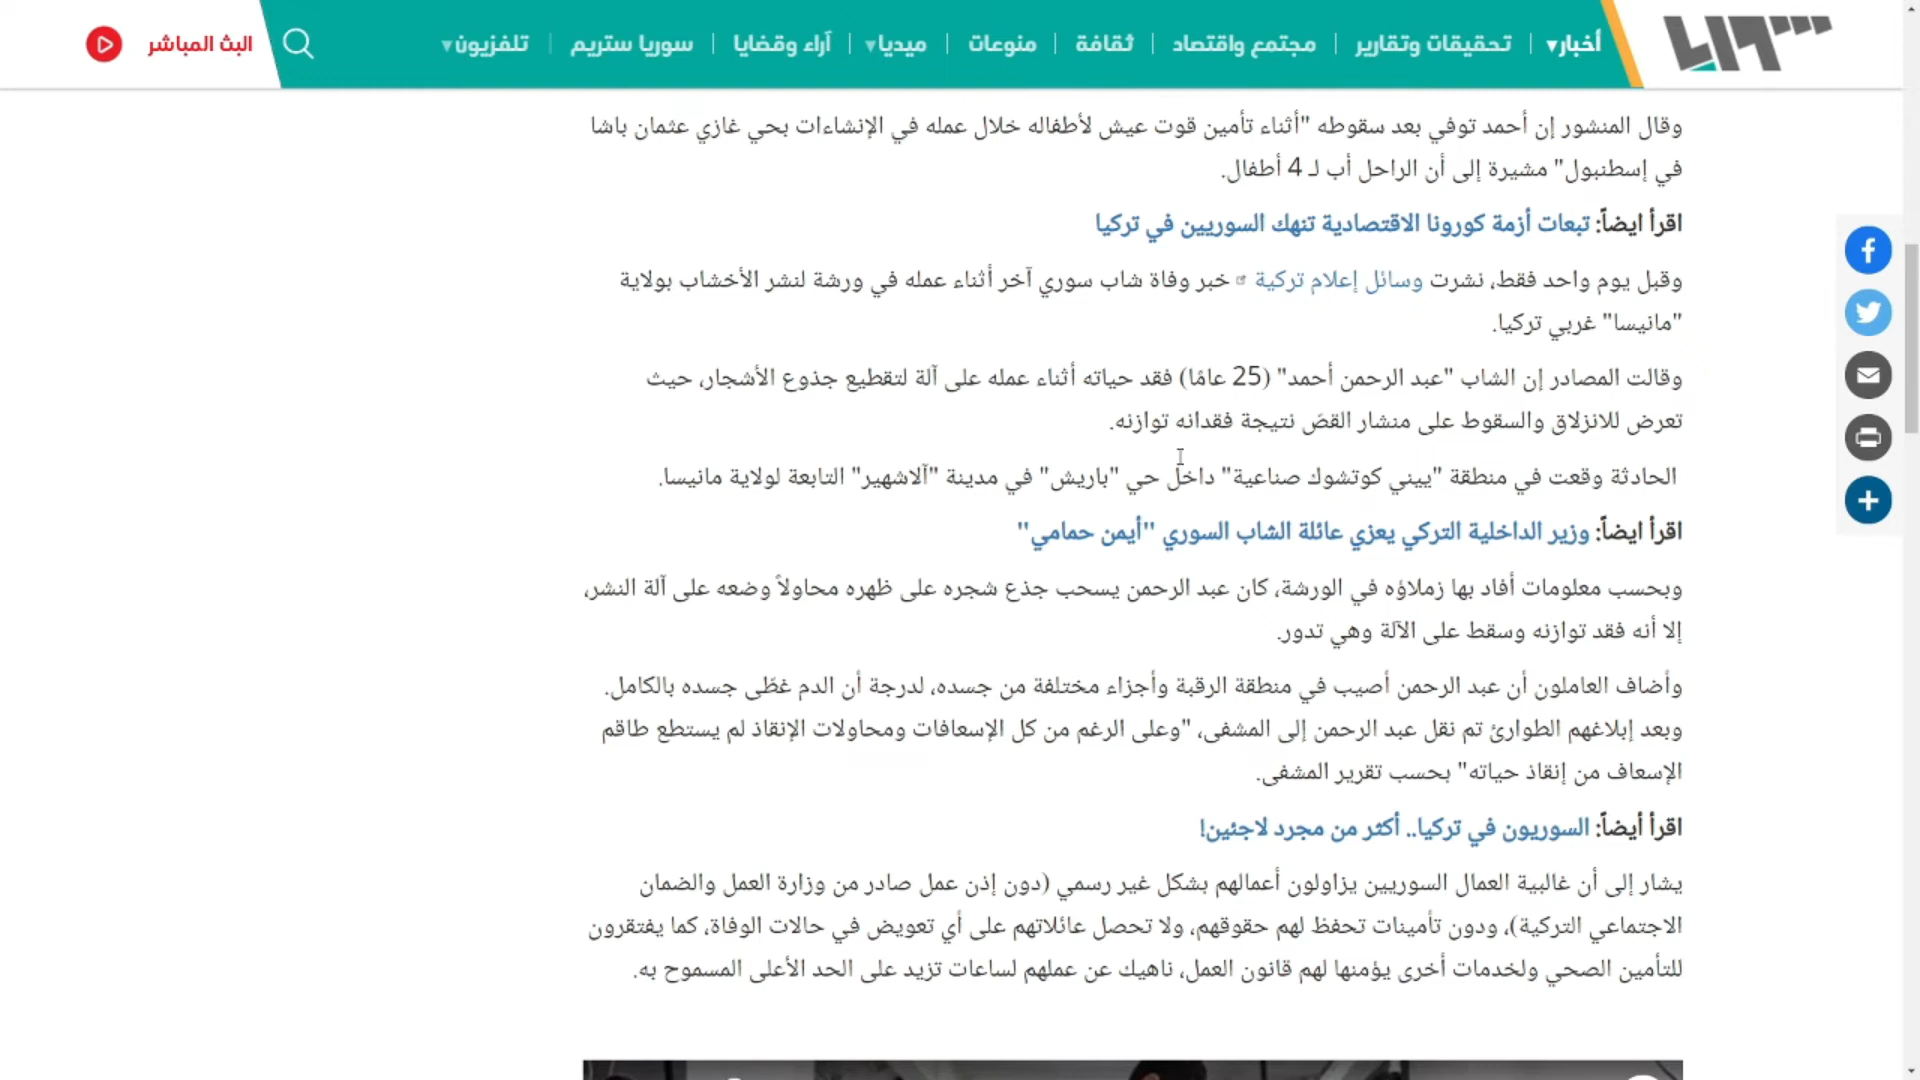 أخبار
تحقيقات وتقارير
مجتمع واقتصاد
ثقافة
منوعات
ميديا
آراء وقضايا
سوريا ستريم
تلفزيون
البث المباشر
وقال المنشور إن أحمد توفي بعد سقوطه "أثناء تأمين قوت عيش لأطفاله خلال عمله في الإنشاءات بحي غازي عثمان باشا
في إسطنبول" مشيرة إلى أن الراحل أب لـ 4 أطفال.
اقرأ ايضاً: تبعات أزمة كورونا الاقتصادية تنهك السوريين في تركيا
وقبل يوم واحد فقط، نشرت وسائل إعلام تركية خبر وفاة شاب سوري آخر أثناء عمله في ورشة لنشر الأخشاب بولاية
"مانيسا" غربي تركيا.
وقالت المصادر إن الشاب "عبد الرحمن أحمد" (25 عامًا) فقد حياته أثناء عمله على آلة لتقطيع جذوع الأشجار، حيث
تعرض للانزلاق والسقوط على منشار القصّ نتيجة فقدانه توازنه.
الحادثة وقعت في منطقة "ييني كوتشوك صناعية" داخل حي "باريش" في مدينة "آلاشهير" التابعة لولاية مانيسا.
اقرأ ايضاً: وزير الداخلية التركي يعزي عائلة الشاب السوري "أيمن حمامي"
وبحسب معلومات أفاد بها زملاؤه في الورشة، كان عبد الرحمن يسحب جذع شجره على ظهره محاولاً وضعه على آلة النشر،
إلا أنه فقد توازنه وسقط على الآلة وهي تدور.
وأضاف العاملون أن عبد الرحمن أصيب في منطقة الرقبة وأجزاء مختلفة من جسده، لدرجة أن الدم غطّى جسده بالكامل.
وبعد إبلاغهم الطوارئ تم نقل عبد الرحمن إلى المشفى، "وعلى الرغم من كل الإسعافات ومحاولات الإنقاذ لم يستطع طاقم
الإسعاف من إنقاذ حياته" بحسب تقرير المشفى.
اقرأ أيضاً: السوريون في تركيا.. أكثر من مجرد لاجئين!
يشار إلى أن غالبية العمال السوريين يزاولون أعمالهم بشكل غير رسمي (دون إذن عمل صادر من وزارة العمل والضمان
الاجتماعي التركية)، ودون تأمينات تحفظ لهم حقوقهم، ولا تحصل عائلاتهم على أي تعويض في حالات الوفاة، كما يفتقرون
للتأمين الصحي ولخدمات أخرى يؤمنها لهم قانون العمل، ناهيك عن عملهم لساعات تزيد على الحد الأعلى المسموح به.